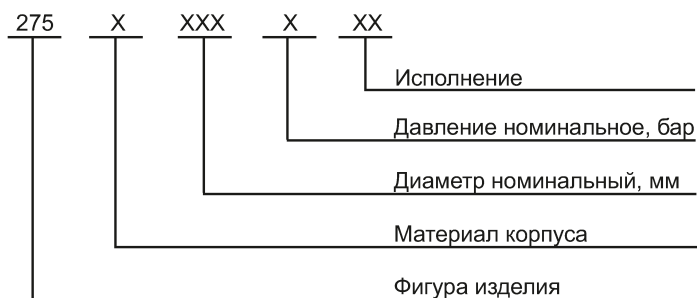 275 X XXX X XX
Исполнение
Давление номинальное, бар
Диаметр номинальный, мм
Материал корпуса
Фигура изделия